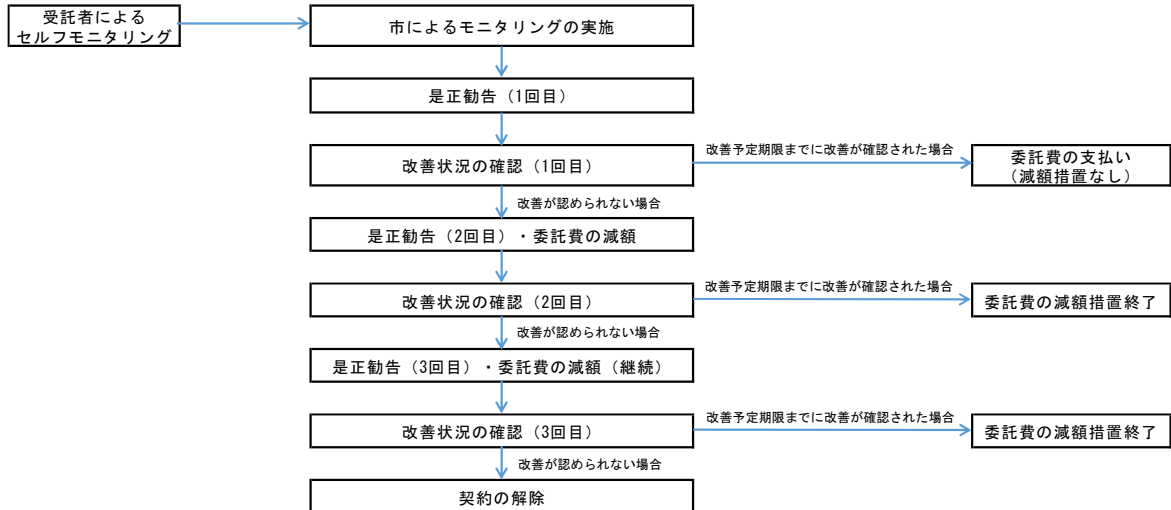 受託者による
セルフモニタリング
市によるモニタリングの実施
是正勧告（1回目）
改善状況の確認（1回目）
改善予定期限までに改善が確認された場合
委託費の支払い
（減額措置なし）
改善が認められない場合
是正勧告（2回目）・委託費の減額
改善状況の確認（2回目）
改善予定期限までに改善が確認された場合
委託費の減額措置終了
改善が認められない場合
是正勧告（3回目）・委託費の減額（継続）
改善状況の確認（3回目）
改善予定期限までに改善が確認された場合
委託費の減額措置終了
改善が認められない場合
契約の解除